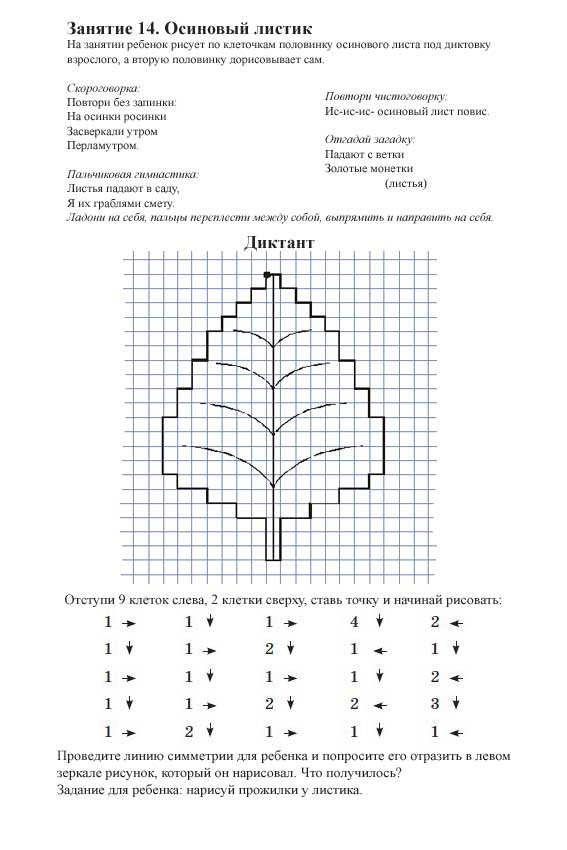 Занятие 14. Осиновый листик
На занятии ребенок рисует по клеточкам половинку осинового листа под диктовку
взрослого, а вторую половинку дорисовывает сам.
Скороговорка:
Повтори без запинки:
На осинки росинки
Засверкали утром
Перламутром.
Пальчиковая гимнастика:
Листья падают в саду,
Я их граблями смету.
Повтори чистоговорку:
Ис-ис-ис- осиновый лист повис.
Отгадай загадку:
Падают с ветки
Золотые монетки
(листья)
Ладони на себя, пальцы переплести между собой, выпрямить и направить на себя.
Диктант
Отступи 9 клеток слева, 2 клетки сверху, ставь точку и начинай рисовать:
1 → 1 ↓ 1 → 4 ↓ 2 ←
1 ↓ 1 → 2 ↓ 1 ← 1 ↓
1 → 1 ↓ 1 → 1 ↓ 2 ←
1 ↓ 1 → 2 ↓ 2 ← 3 ↓
1 → 2 ↓ 1 → 1 ↓ 1 ←
Проведите линию симметрии для ребенка и попросите его отразить в левом
зеркале рисунок, который он нарисовал. Что получилось?
Задание для ребенка: нарисуй прожилки у листика.